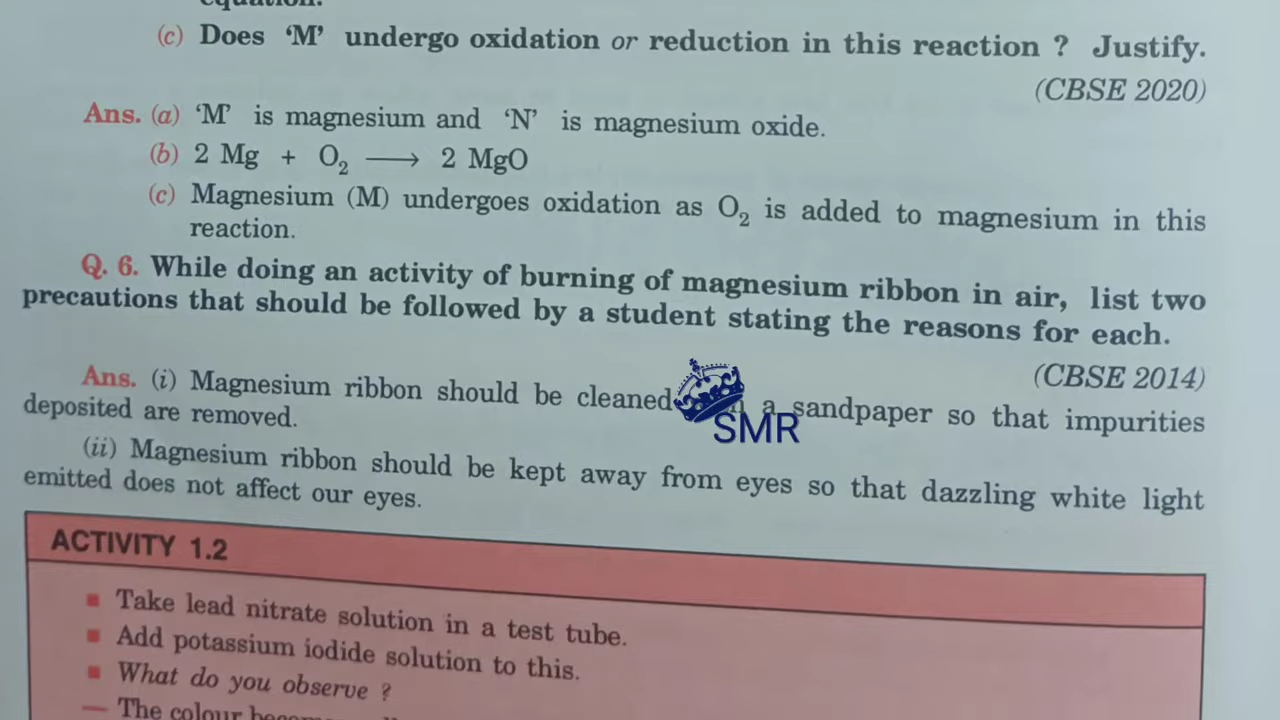 equation.
(c) Does ‘M’ undergo oxidation or reduction in this reaction ? Justify.
(CBSE 2020)
Ans. (a) ‘M’ is magnesium and ‘N’ is magnesium oxide.
(b) 2 Mg + O₂ ⟶ 2 MgO
(c) Magnesium (M) undergoes oxidation as O₂ is added to magnesium in this
reaction.
Q. 6. While doing an activity of burning of magnesium ribbon in air, list two
precautions that should be followed by a student stating the reasons for each.
(CBSE 2014)
Ans. (i) Magnesium ribbon should be cleaned a sandpaper so that impurities
deposited are removed.
SMR
(ii) Magnesium ribbon should be kept away from eyes so that dazzling white light
emitted does not affect our eyes.
ACTIVITY 1.2
■ Take lead nitrate solution in a test tube.
■ Add potassium iodide solution to this.
■ What do you observe ?
— The colour